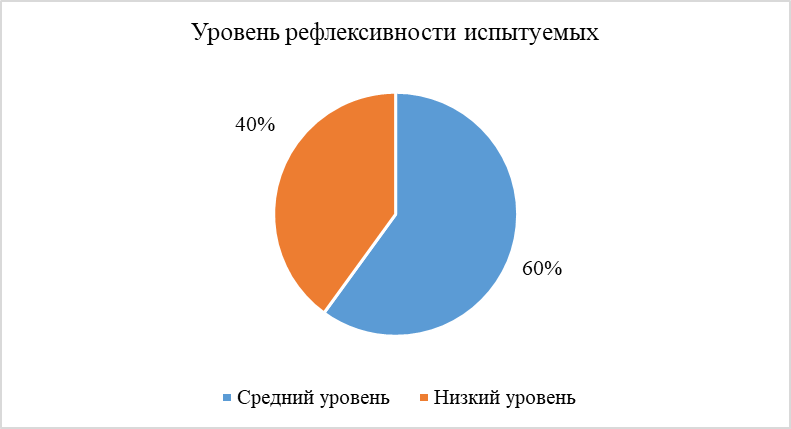 Уровень рефлексивности испытуемых
40%
60%
Средний уровень
Низкий уровень